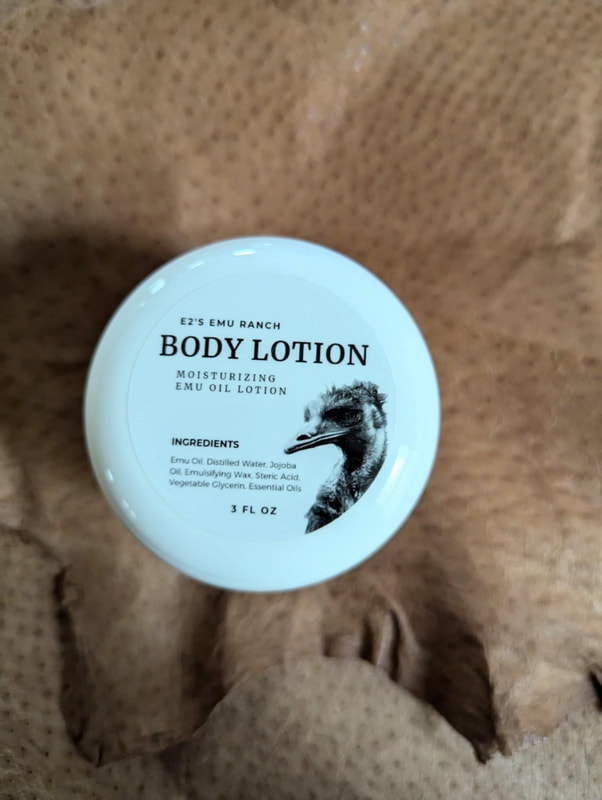 E2'S EMU RANCH
BODY LOTION
MOISTURIZING
EMU OIL LOTION
INGREDIENTS
Emu Oil, Distilled Water, Jojoba
Oil, Emulsifying Wax, Steric Acid,
Vegetable Glycerin, Essential Oils
3 FL OZ